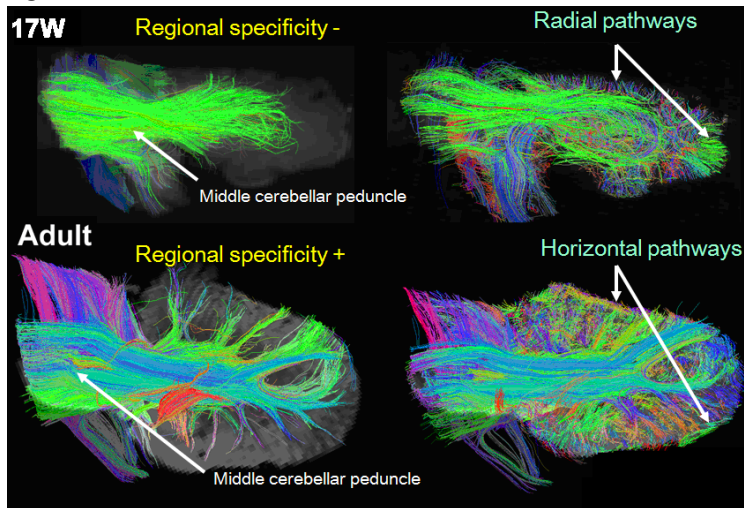 17W
Regional specificity -
Radial pathways
Middle cerebellar peduncle
Adult
Regional specificity +
Horizontal pathways
Middle cerebellar peduncle